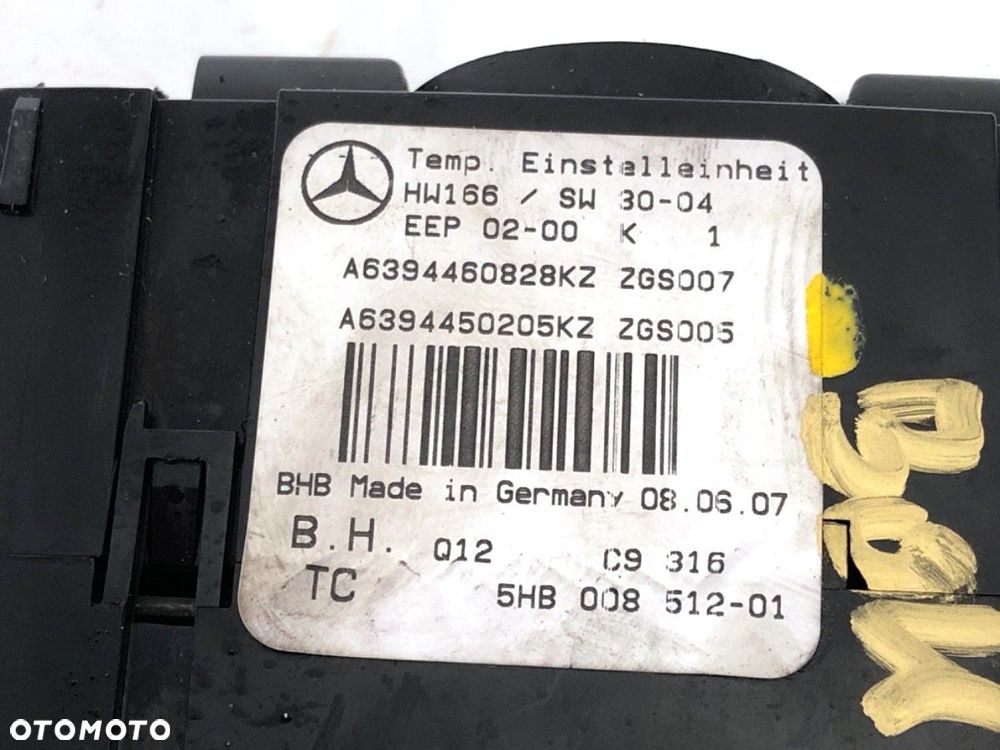 Temp. Einstelleinheit
HW166 / SW 30-04
EEP 02-00 K 1
A6394460828KZ ZGS007
A6394450205KZ ZGS005
BHB Made in Germany 08.06.07
B.H. Q12 C9 316
TC 5HB 008 512-01
OTOMOTO